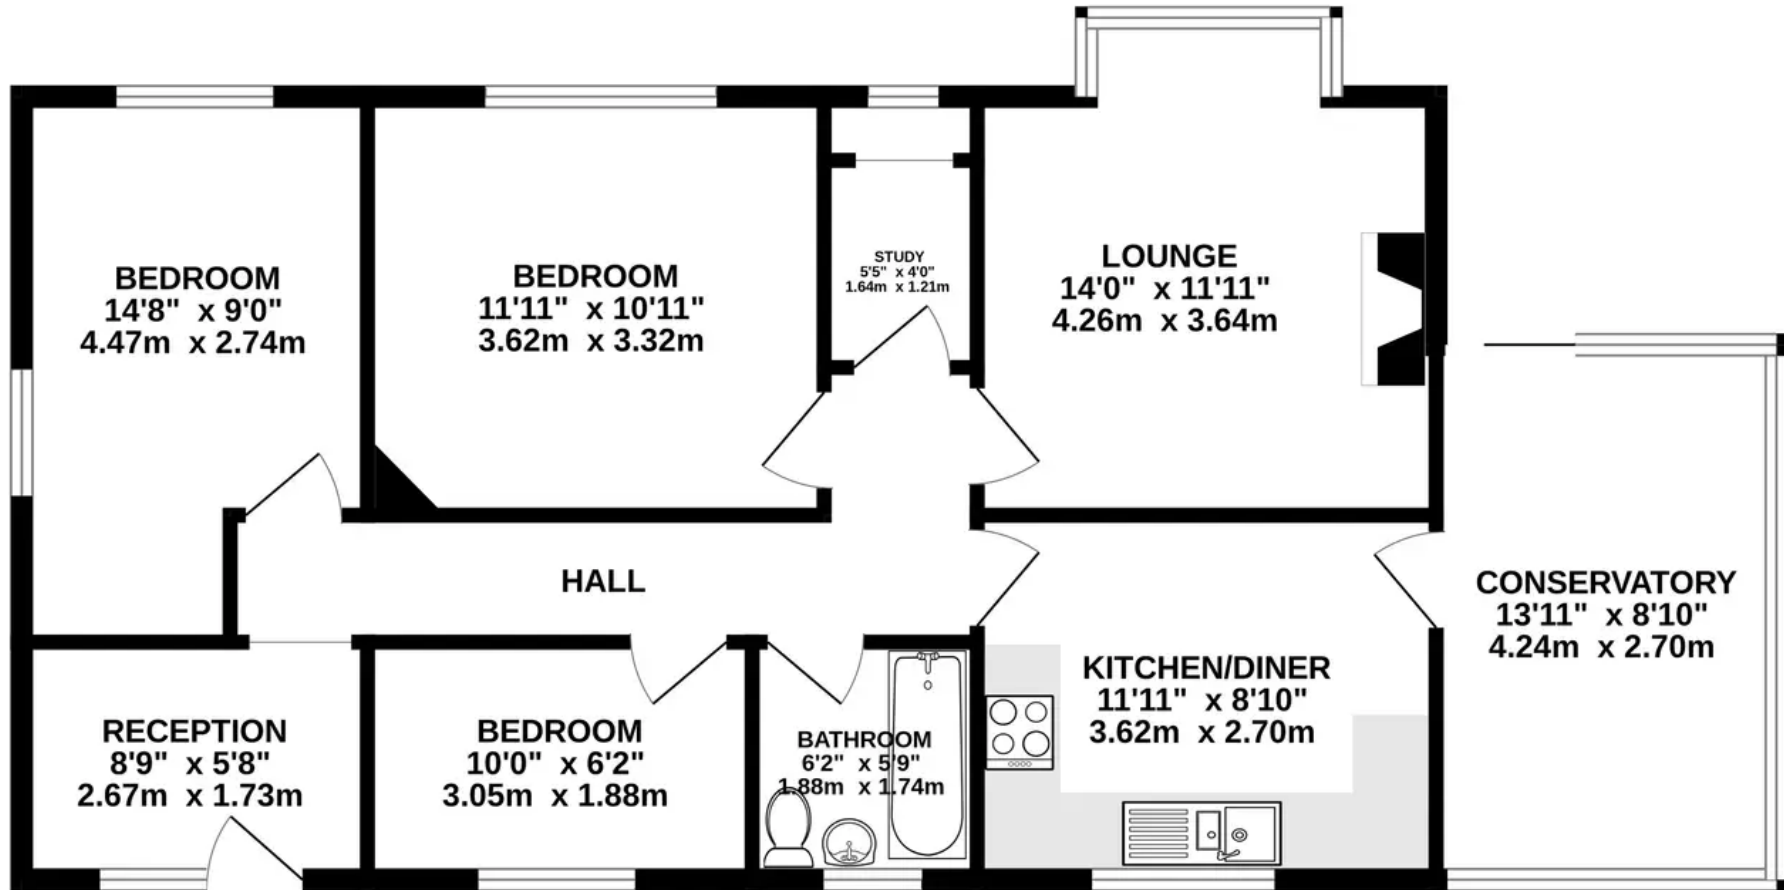 BEDROOM
14'8" x 9'0"
4.47m x 2.74m
BEDROOM
11'11" x 10'11"
3.62m x 3.32m
STUDY
5'5" x 4'0"
1.64m x 1.21m
LOUNGE
14'0" x 11'11"
4.26m x 3.64m
HALL
CONSERVATORY
13'11" x 8'10"
4.24m x 2.70m
KITCHEN/DINER
11'11" x 8'10"
3.62m x 2.70m
RECEPTION
8'9" x 5'8"
2.67m x 1.73m
BEDROOM
10'0" x 6'2"
3.05m x 1.88m
BATHROOM
6'2" x 5'9"
1.88m x 1.74m